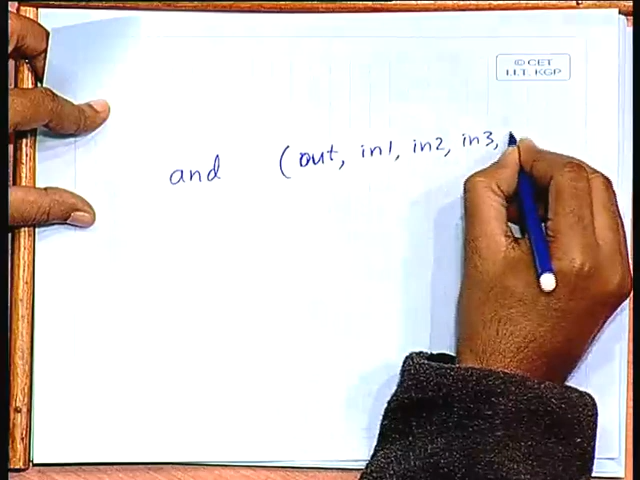 © CET
I.I.T. KGP
and (out, in1, in2, in3,